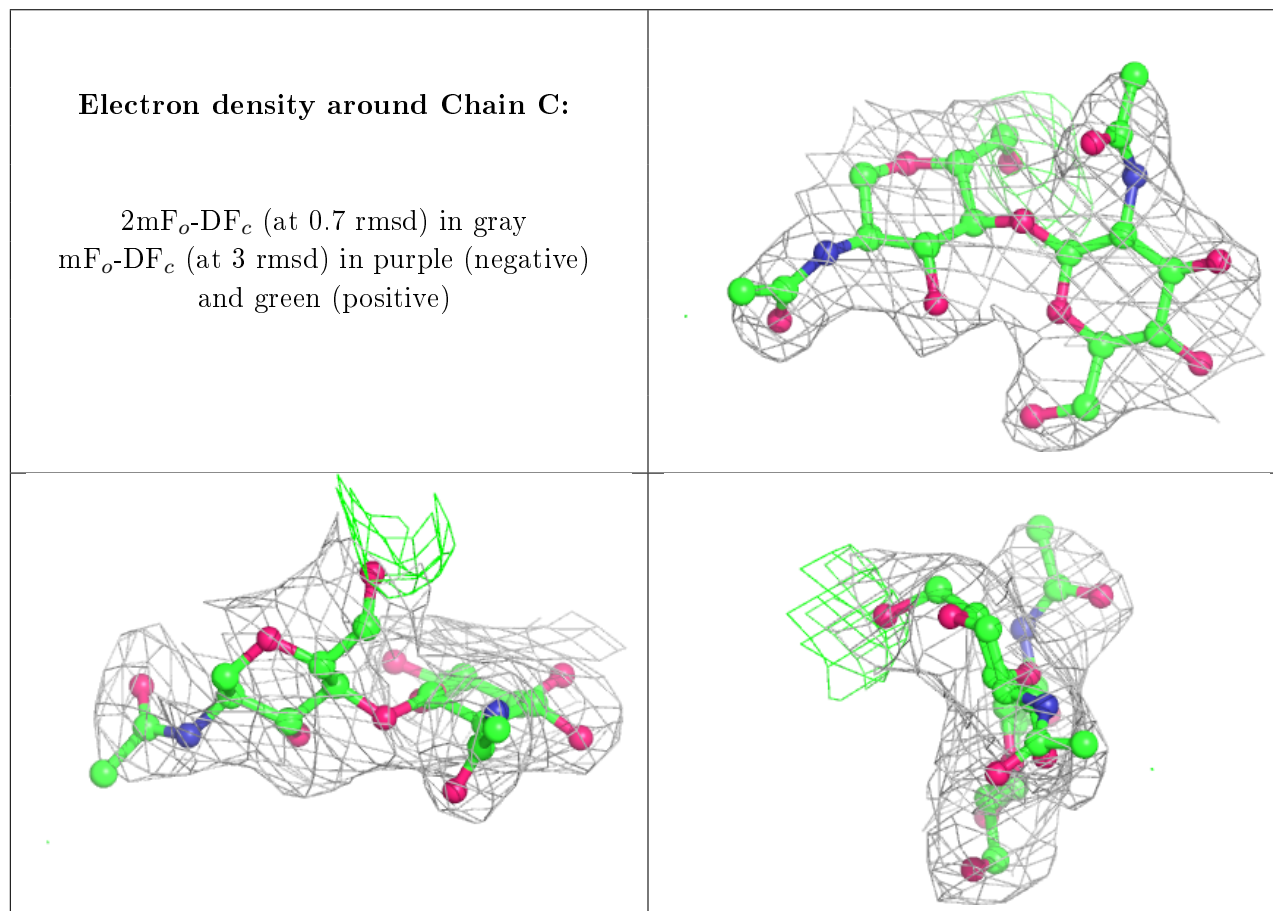 Electron density around Chain C:
2mFo-DFc (at 0.7 rmsd) in gray
mFo-DFc (at 3 rmsd) in purple (negative)
and green (positive)